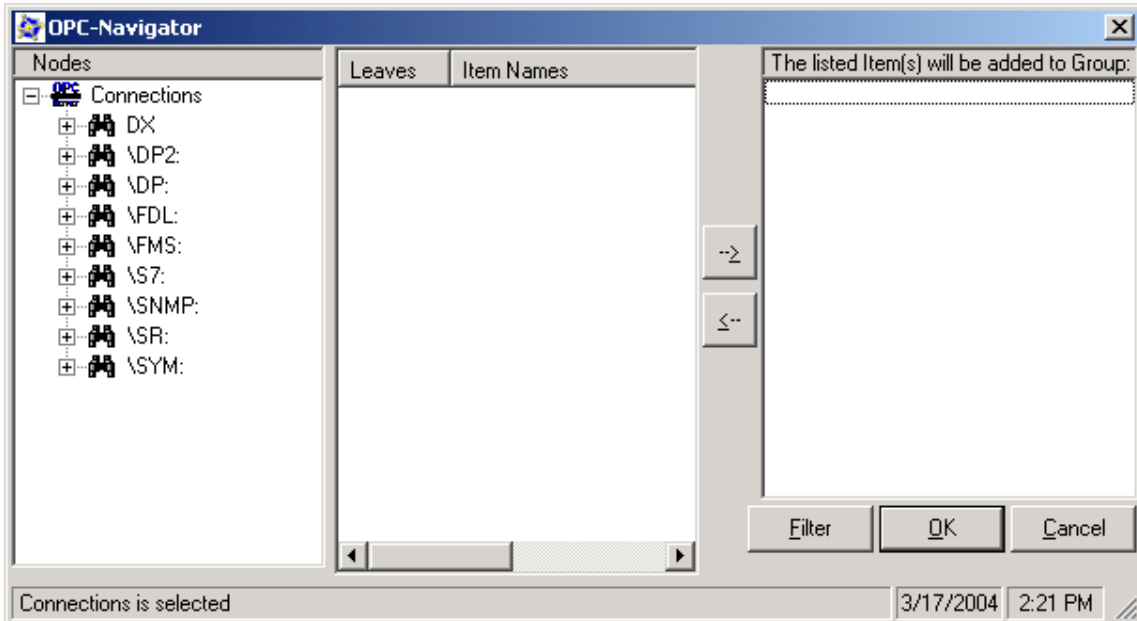 OPC-Navigator
Nodes
Connections
DX
\DP2:
\DP:
\FDL:
\FMS:
\S7:
\SNMP:
\SR:
\SYM:
Leaves Item Names
-->
<--
The listed Item(s) will be added to Group:
Filter OK Cancel
Connections is selected 3/17/2004 2:21 PM